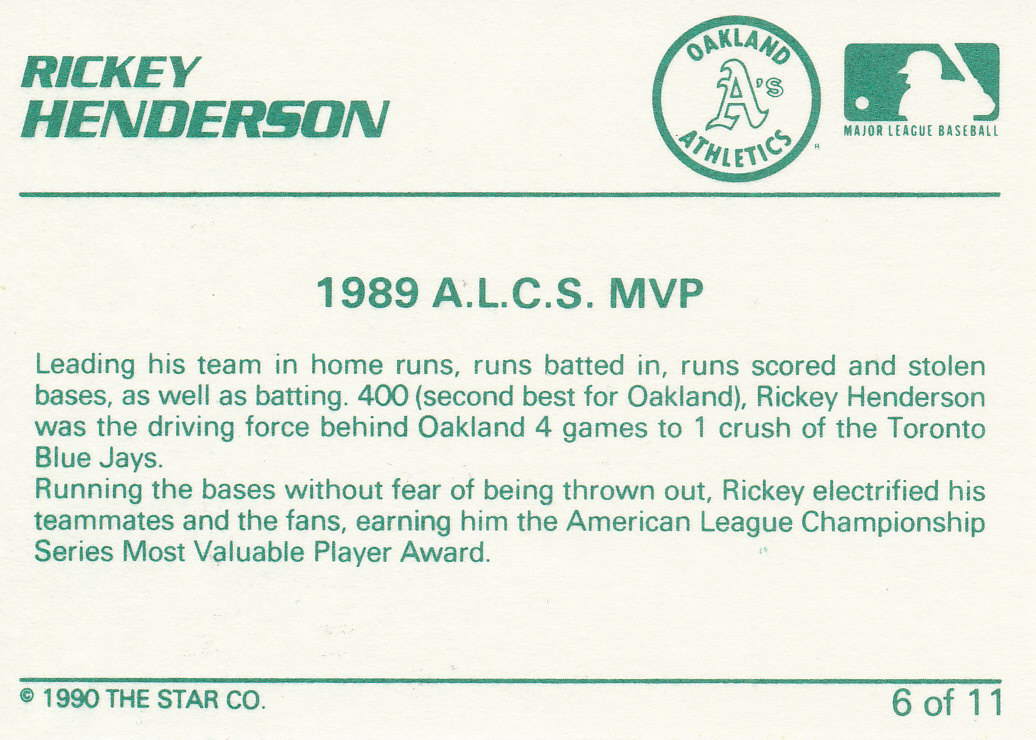 RICKEY
HENDERSON
OAKLAND
A's
ATHLETICS
R
MAJOR LEAGUE BASEBALL
1989 A.L.C.S. MVP
Leading his team in home runs, runs batted in, runs scored and stolen
bases, as well as batting. 400 (second best for Oakland), Rickey Henderson
was the driving force behind Oakland 4 games to 1 crush of the Toronto
Blue Jays.
Running the bases without fear of being thrown out, Rickey electrified his
teammates and the fans, earning him the American League Championship
Series Most Valuable Player Award.
© 1990 THE STAR CO.
6 of 11